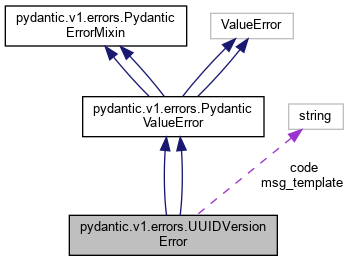 pydantic.v1.errors.Pydantic
ErrorMixin
ValueError
pydantic.v1.errors.Pydantic
ValueError
string
code
msg_template
pydantic.v1.errors.UUIDVersion
Error